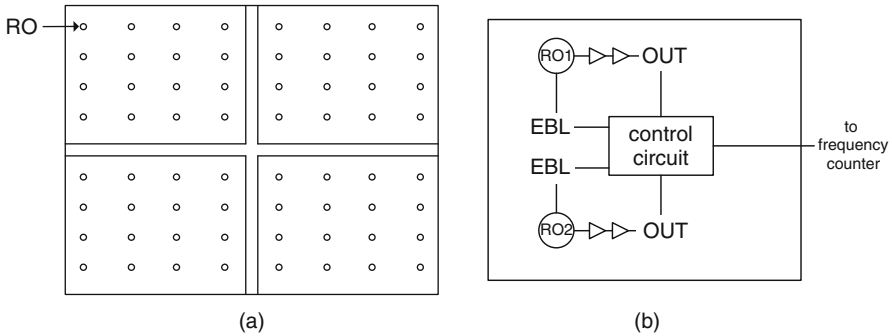 RO
RO1
OUT
EBL
control
circuit
EBL
RO2
OUT
to
frequency
counter
(a)
(b)